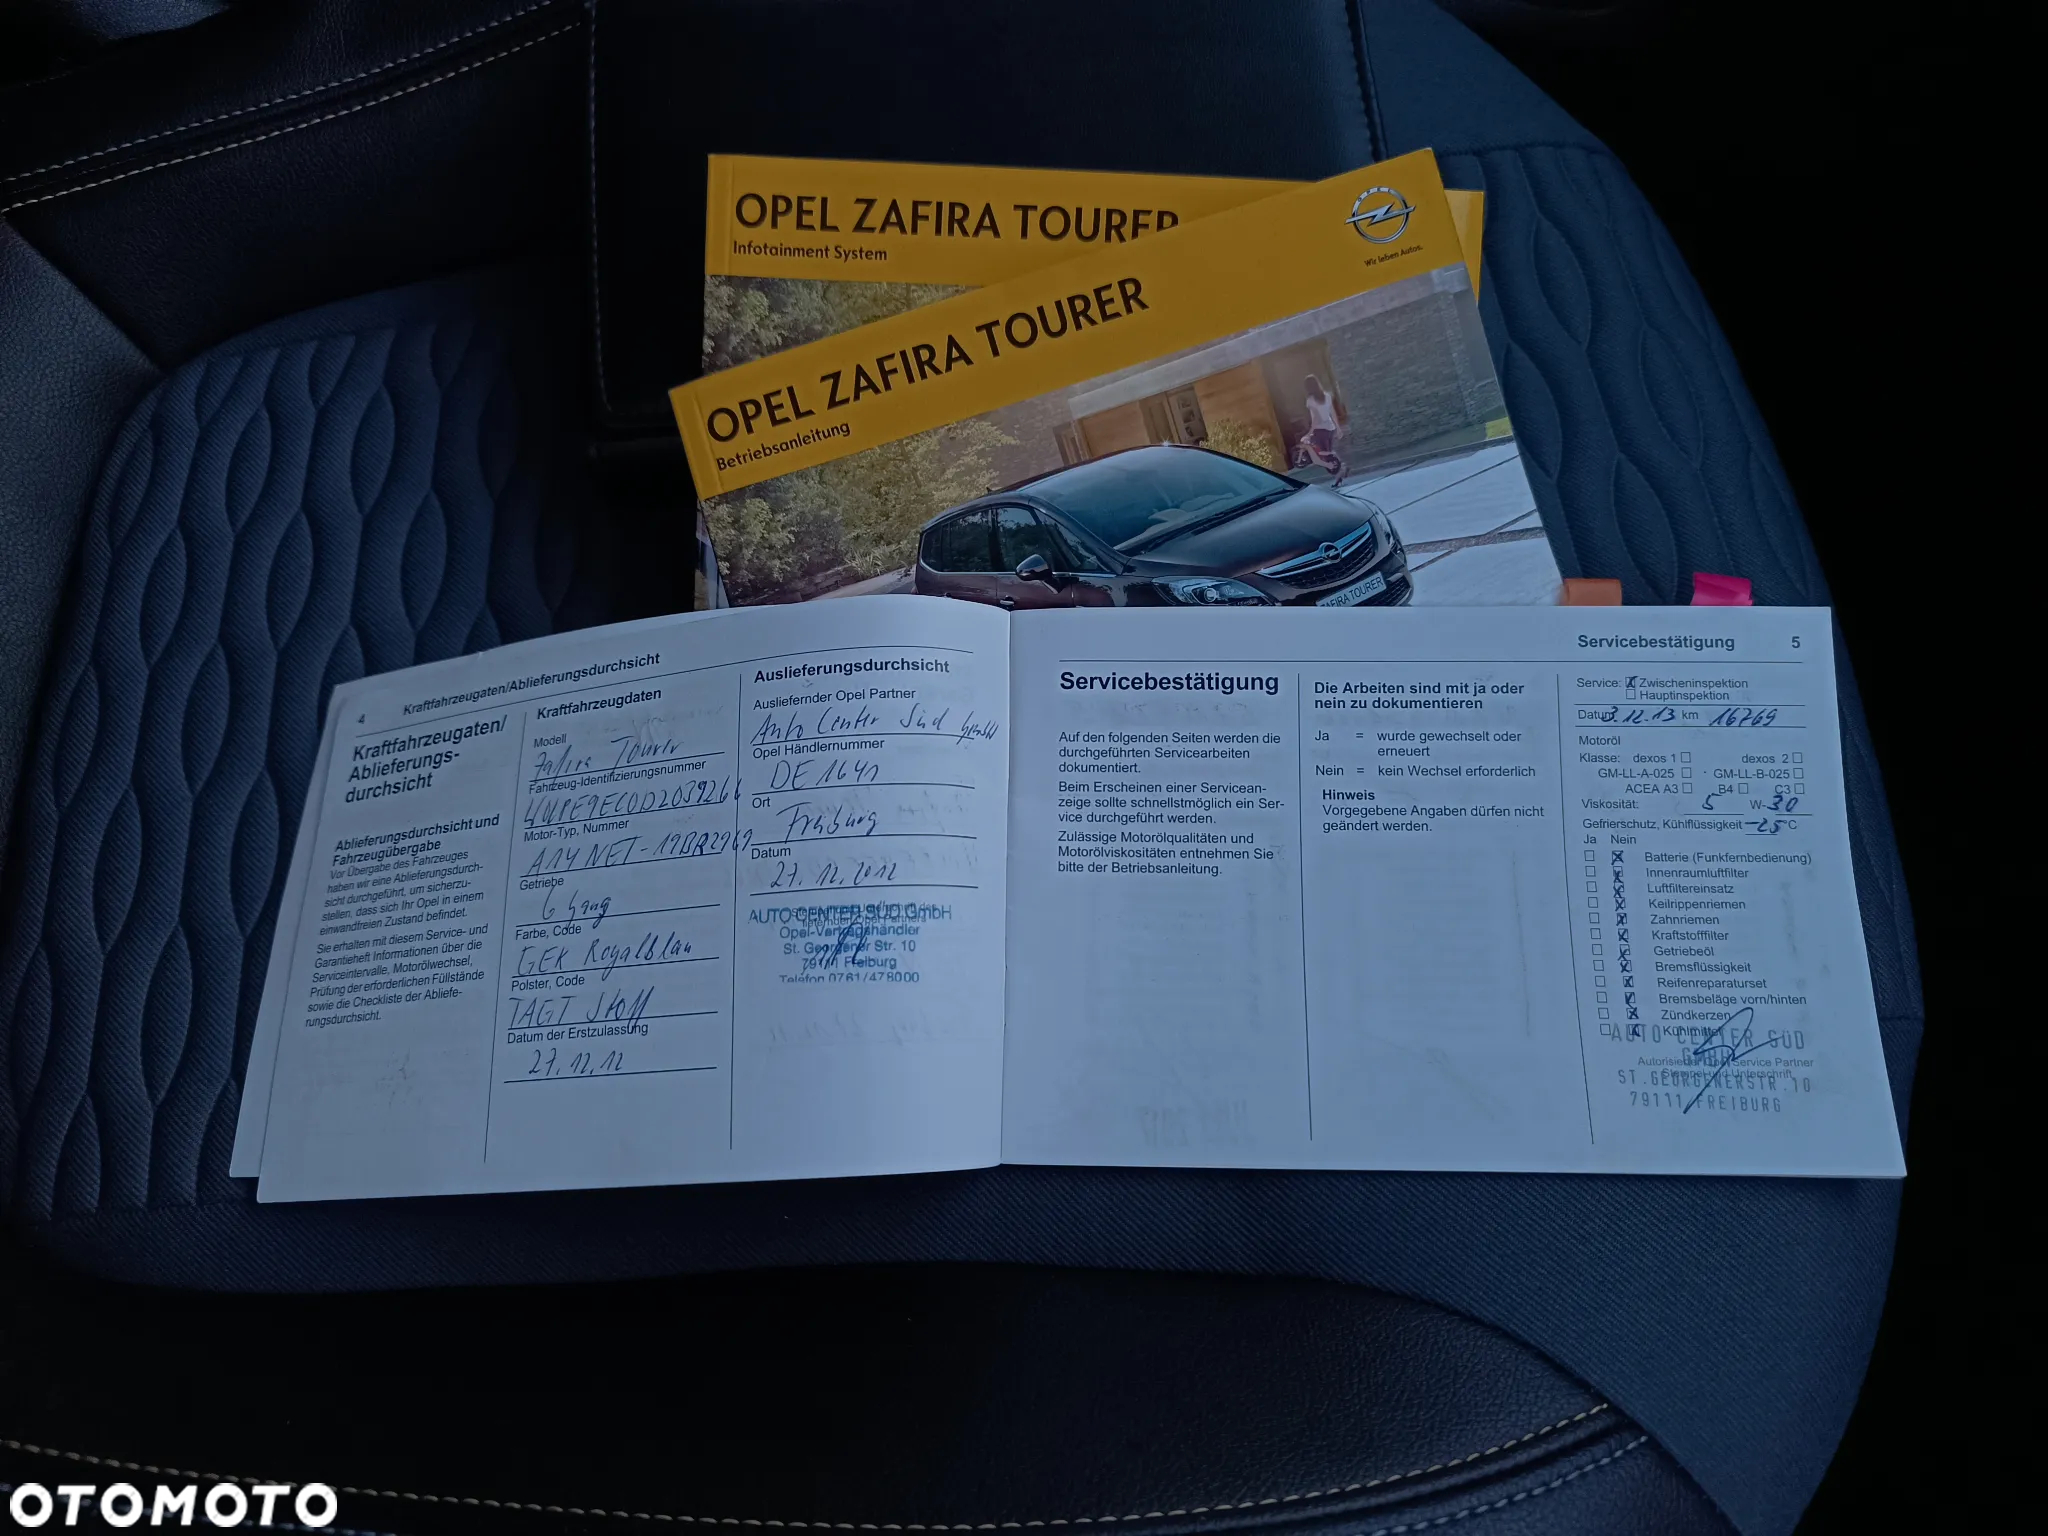 OPEL ZAFIRA TOURER
Infotainment System
OPEL
Wir leben Autos.
OPEL ZAFIRA TOURER
Betriebsanleitung
ZAFIRA TOURER
4 Kraftfahrzeugaten/Ablieferungsdurchsicht
Kraftfahrzeugaten/
Ablieferungs-
durchsicht
Ablieferungsdurchsicht und
Fahrzeugübergabe
Vor Übergabe des Fahrzeuges
haben wir eine Ablieferungsdurch-
sicht durchgeführt, um sicherzu-
stellen, dass sich Ihr Opel in einem
einwandfreien Zustand befindet.
Sie erhalten mit diesem Service- und
Garantieheft Informationen über die
Serviceintervalle, Motorölwechsel,
Prüfung der erforderlichen Füllstände
sowie die Checkliste der Abliefe-
rungsdurchsicht.
Kraftfahrzeugdaten
Modell
Zafira Tourer
Fahrzeug-Identifizierungsnummer
Motor-Typ, Nummer
A14NET-19BR2969
Getriebe
6 Gang
Farbe, Code
GEK Royalblau
Polster, Code
TAGT Stoff
Datum der Erstzulassung
27.12.12
Auslieferungsdurchsicht
Ausliefernder Opel Partner
Auto Center Süd GmbH
Opel Händlernummer
DE 1641
Ort
Freiburg
Datum
27.12.2012
AUTO CENTER SÜD GmbH
Opel-Vertragshändler
St. Georgener Str. 10
79111 Freiburg
Telefon 0761/478000
Servicebestätigung 5
Servicebestätigung
Auf den folgenden Seiten werden die
durchgeführten Servicearbeiten
dokumentiert.
Beim Erscheinen einer Servicean-
zeige sollte schnellstmöglich ein Ser-
vice durchgeführt werden.
Zulässige Motorölqualitäten und
Motorölviskositäten entnehmen Sie
bitte der Betriebsanleitung.
Die Arbeiten sind mit ja oder
nein zu dokumentieren
Ja = wurde gewechselt oder
erneuert
Nein = kein Wechsel erforderlich
Hinweis
Vorgegebene Angaben dürfen nicht
geändert werden.
Service: Zwischeninspektion
Hauptinspektion
Datum 3.12.13 km 16769
Motoröl
Klasse: dexos 1 dexos 2
GM-LL-A-025 GM-LL-B-025
ACEA A3 B4 C3
Viskosität: 5 W-30
Gefrierschutz, Kühlflüssigkeit -25°C
Ja Nein
Batterie (Funkfernbedienung)
Innenraumluftfilter
Luftfiltereinsatz
Keilrippenriemen
Zahnriemen
Kraftstofffilter
Getriebeöl
Bremsflüssigkeit
Reifenreparaturset
Bremsbeläge vorn/hinten
Zündkerzen
Kühlmittel
AUTO CENTER SÜD
GMBH
Autorisierter Opel Service Partner
Stempel und Unterschrift
ST.GEORGENERSTR.10
79111 FREIBURG
OTOMOTO